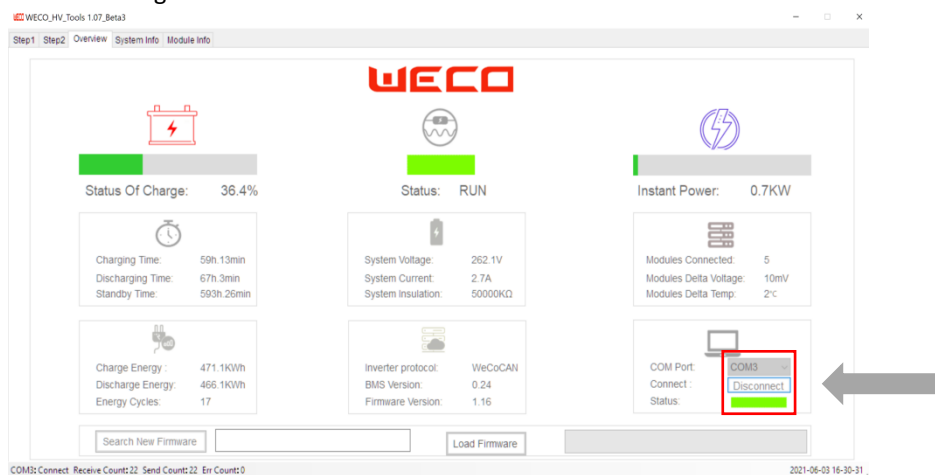 WECO_HV_Tools 1.07_Beta3
Step1 Step2 Overview System Info Module Info
WECO
Status Of Charge: 36.4%
Status: RUN
Instant Power: 0.7KW
Charging Time: 59h.13min
Discharging Time: 67h.3min
Standby Time: 593h.26min
System Voltage: 262.1V
System Current: 2.7A
System Insulation: 50000KΩ
Modules Connected: 5
Modules Delta Voltage: 10mV
Modules Delta Temp: 2°C
Charge Energy : 471.1KWh
Discharge Energy: 466.1KWh
Energy Cycles: 17
Inverter protocol: WeCoCAN
BMS Version: 0.24
Firmware Version: 1.16
COM Port: COM3
Connect : Disconnect
Status:
Search New Firmware
Load Firmware
COM3: Connect Receive Count: 22 Send Count: 22 Err Count: 0
2021-06-03 16-30-31